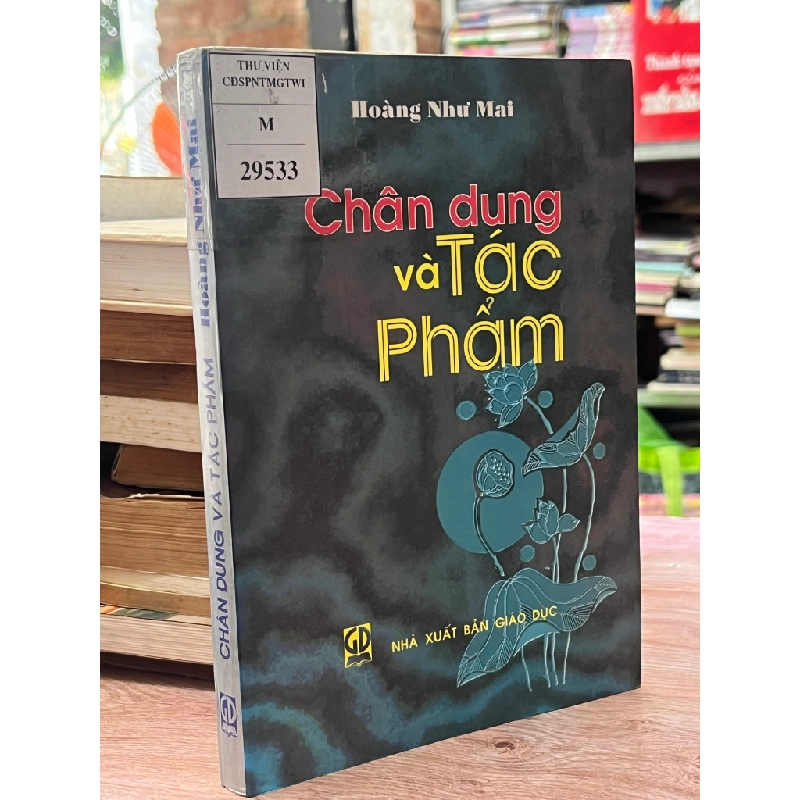 THƯ VIỆN
CĐSPNTMGTWI
M
29533
Hoàng Như Mai
Chân dung
và Tác
Phẩm
GD
NHÀ XUẤT BẢN GIÁO DỤC
CHÂN DUNG VÀ TÁC PHẨM Hoàng Như Mai